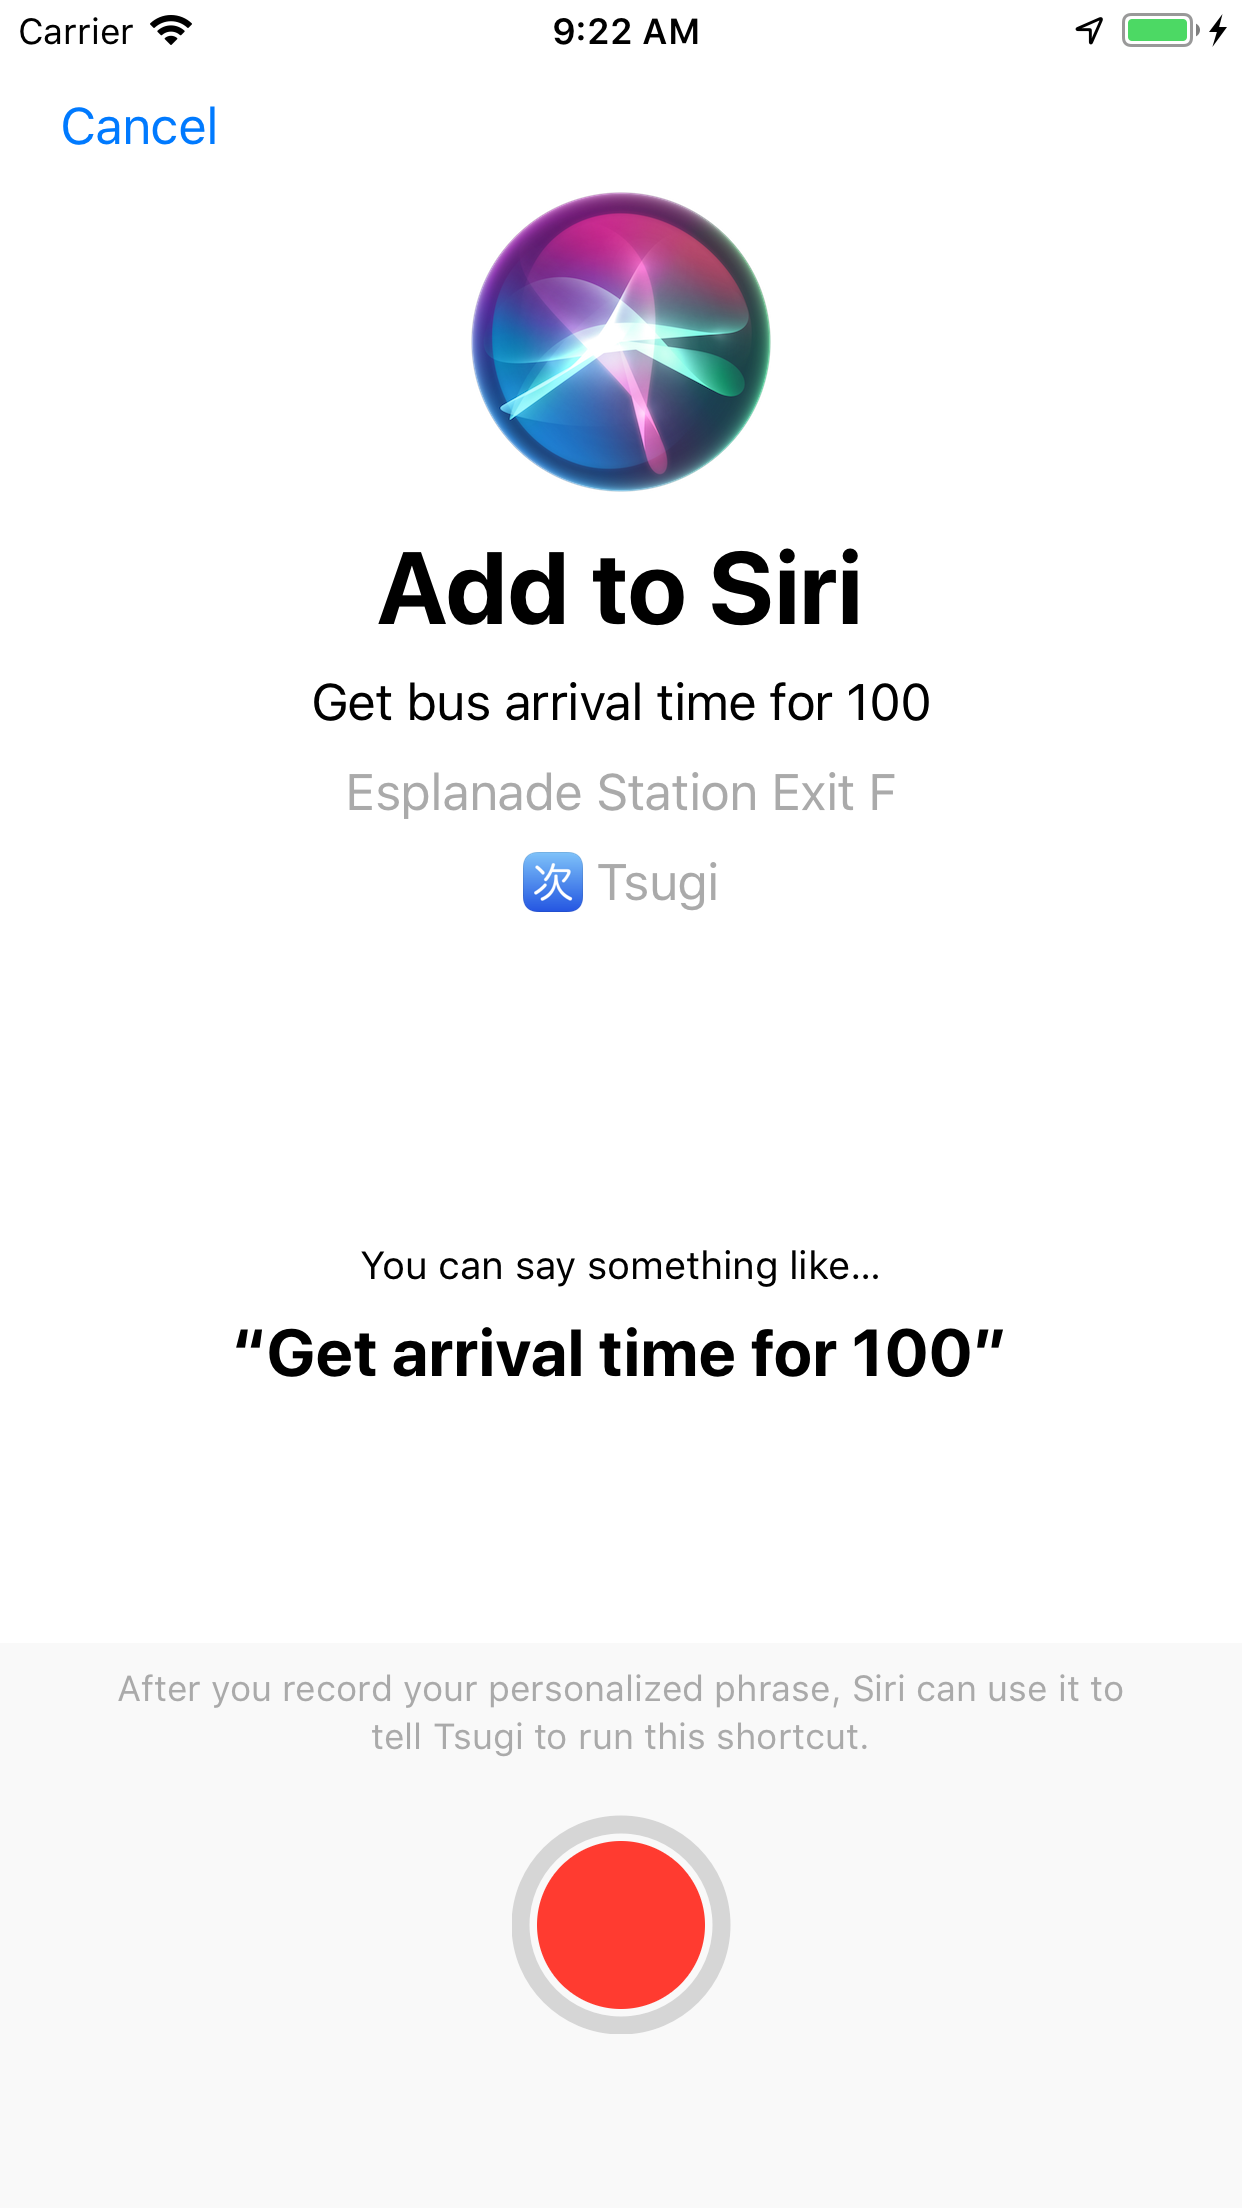 Carrier
9:22 AM
Cancel
Add to Siri
Get bus arrival time for 100
Esplanade Station Exit F
次 Tsugi
You can say something like…
“Get arrival time for 100”
After you record your personalized phrase, Siri can use it to
tell Tsugi to run this shortcut.